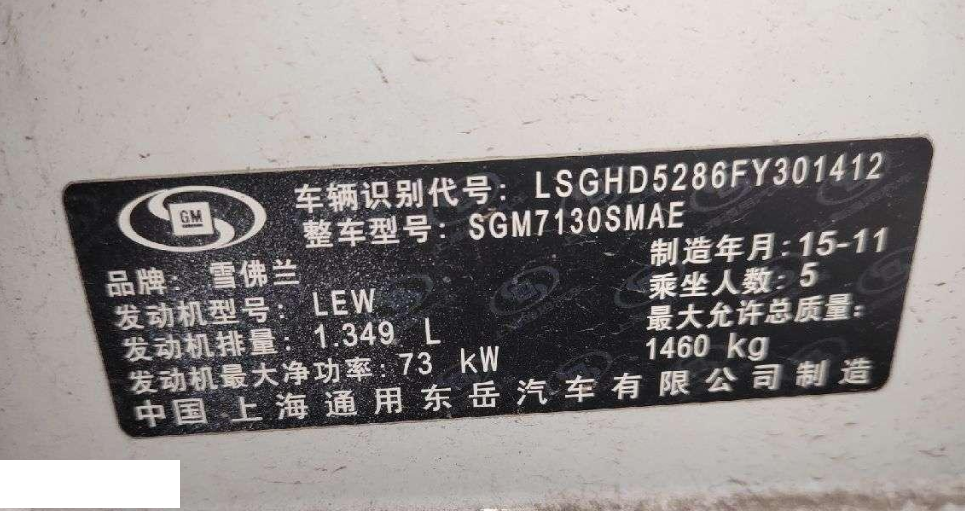 GM
车辆识别代号: LSGHD5286FY301412
整车型号: SGM7130SMAE
品牌: 雪佛兰
制造年月: 15-11
发动机型号: LEW
乘坐人数: 5
发动机排量: 1.349 L
最大允许总质量:
1460 kg
发动机最大净功率: 73 kW
中国 上海通用东岳汽车有限公司制造